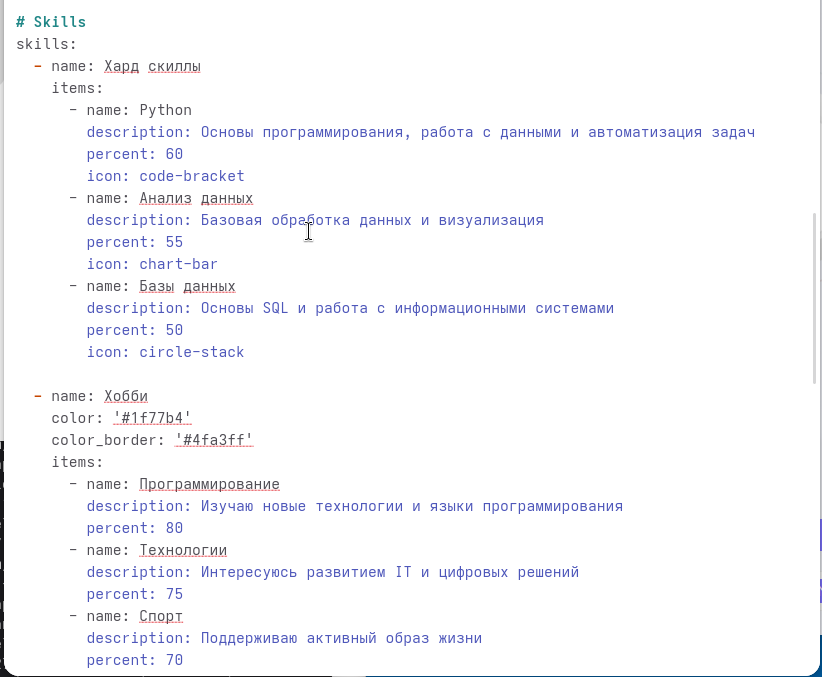 # Skills
skills:
  - name: Хард скиллы
    items:
      - name: Python
        description: Основы программирования, работа с данными и автоматизация задач
        percent: 60
        icon: code-bracket
      - name: Анализ данных
        description: Базовая обработка данных и визуализация
        percent: 55
        icon: chart-bar
      - name: Базы данных
        description: Основы SQL и работа с информационными системами
        percent: 50
        icon: circle-stack
  - name: Хобби
    color: '#1f77b4'
    color_border: '#4fa3ff'
    items:
      - name: Программирование
        description: Изучаю новые технологии и языки программирования
        percent: 80
      - name: Технологии
        description: Интересуюсь развитием IT и цифровых решений
        percent: 75
      - name: Спорт
        description: Поддерживаю активный образ жизни
        percent: 70